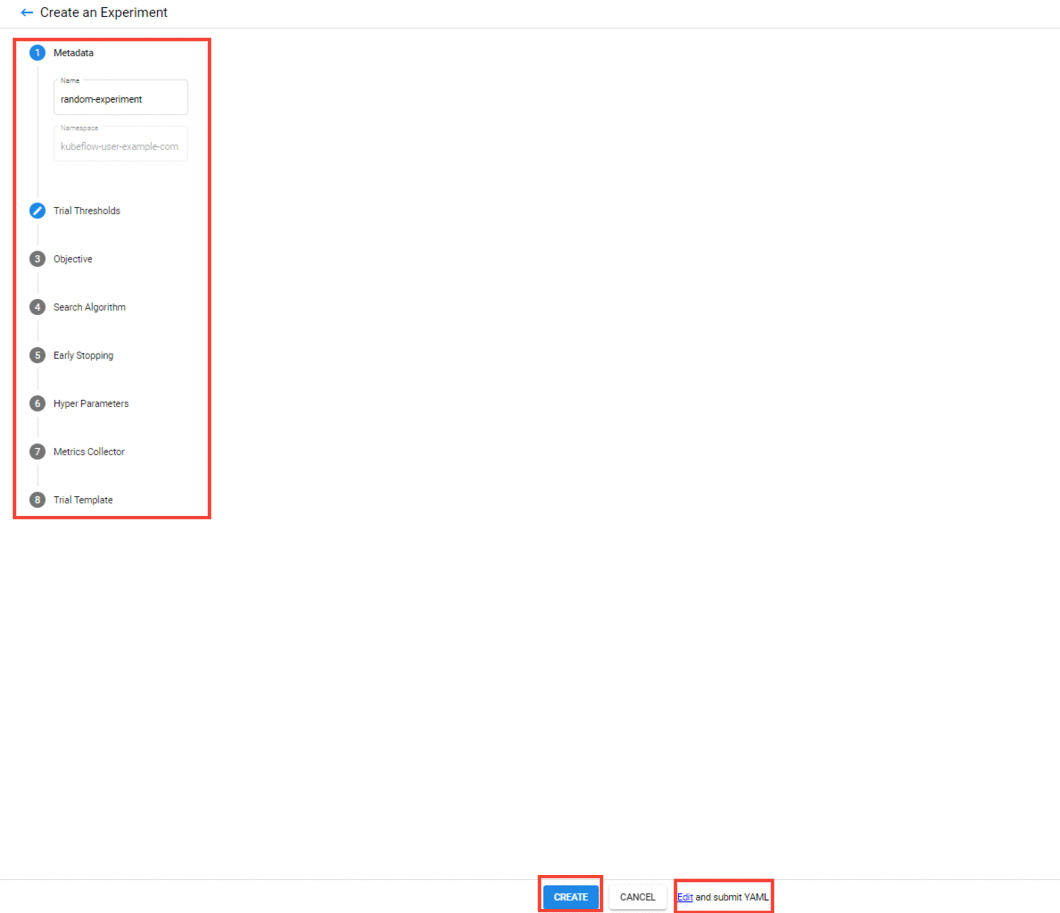 ← Create an Experiment
1 Metadata
Name
random-experiment
Namespace
kubeflow-user-example-com
Trial Thresholds
3 Objective
4 Search Algorithm
5 Early Stopping
6 Hyper Parameters
7 Metrics Collector
8 Trial Template
CREATE CANCEL Edit and submit YAML